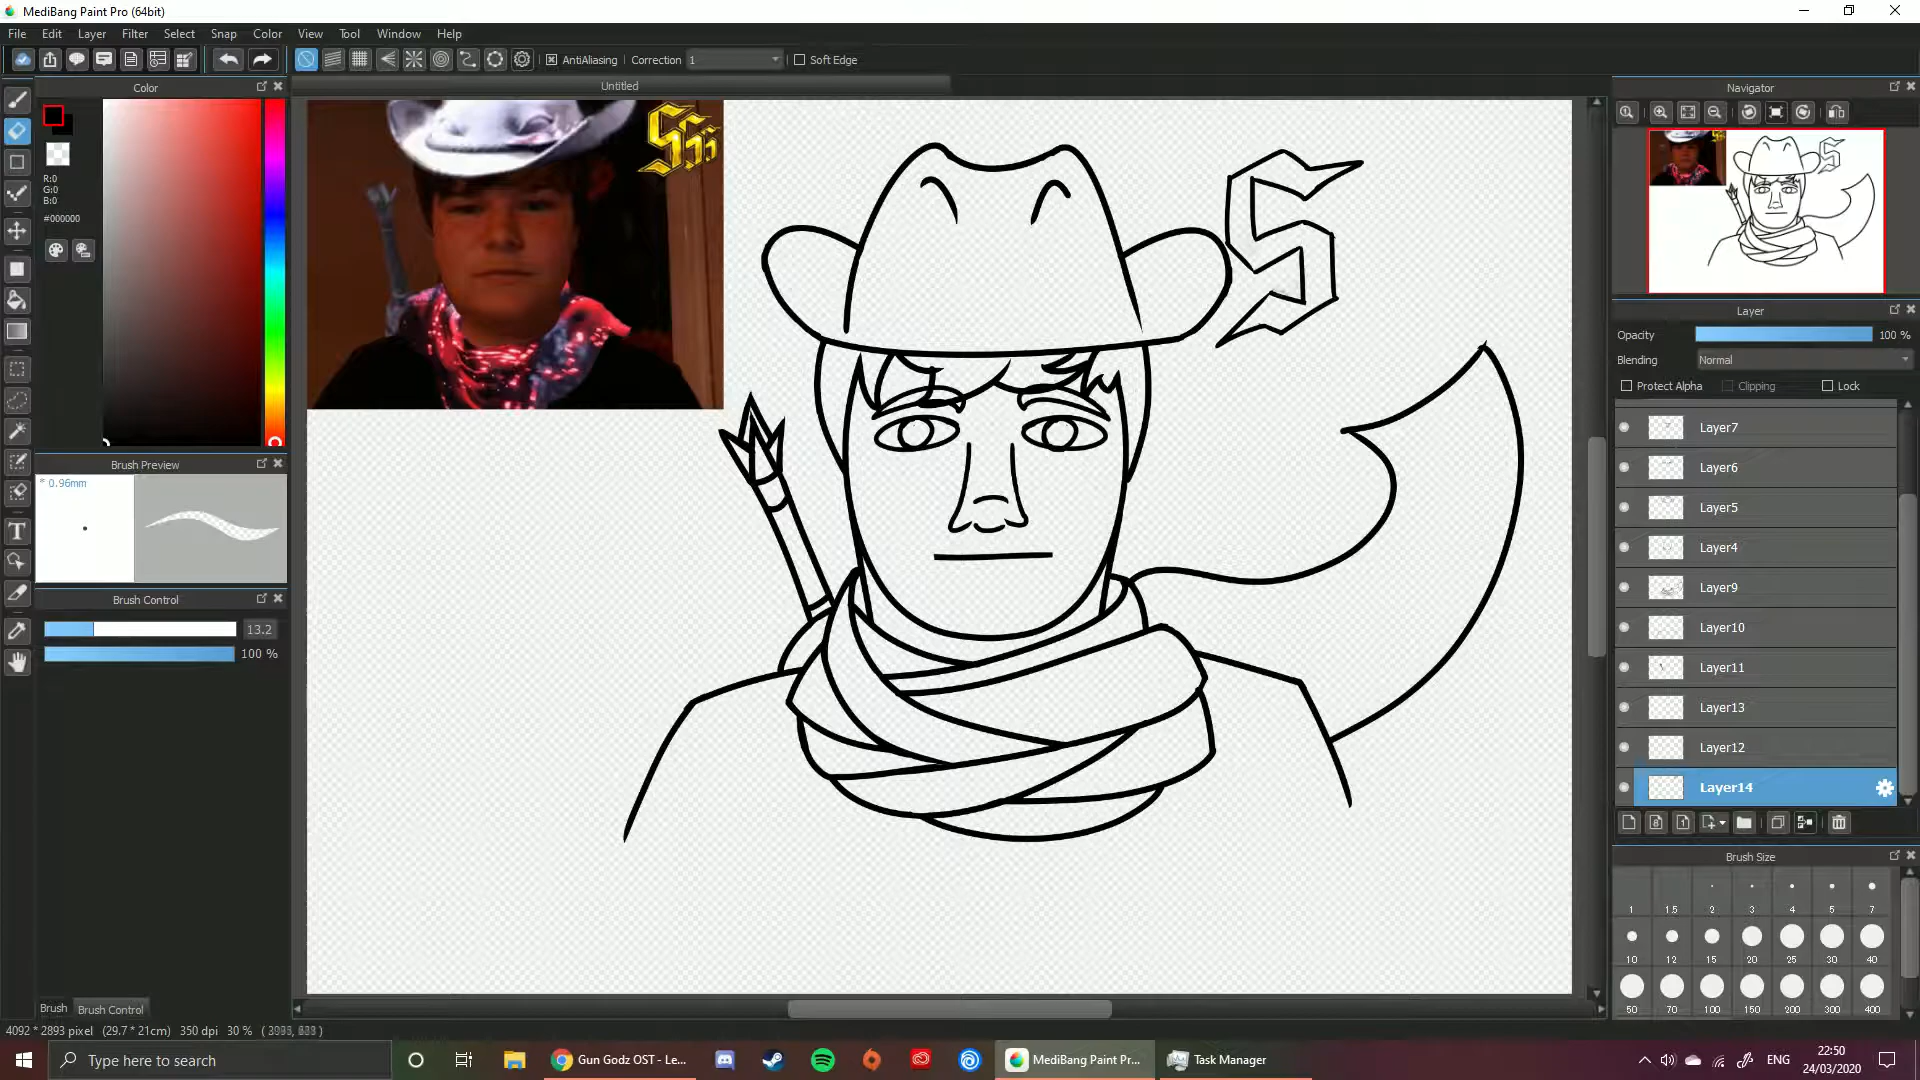 MediBang Paint Pro (64bit)
File Edit Layer Filter Select Snap Color View Tool Window Help
AntiAliasing Correction 1 Soft Edge
Color
Untitled
Navigator
SSS
S
R:0
G:0
B:0
#000000
Layer
Opacity 100 %
Blending Normal
Protect Alpha Clipping Lock
Layer7
Layer6
Layer5
Layer4
Layer9
Layer10
Layer11
Layer13
Layer12
Layer14
Brush Preview
* 0.96mm
Brush Control
13.2
100 %
Brush Size
1 1.5 2 3 4 5 7
10 12 15 20 25 30 40
50 70 100 150 200 300 400
Brush Brush Control
4092 * 2893 pixel (29.7 * 21cm) 350 dpi 30 %
Type here to search
Gun Godz OST - Le...
MediBang Paint Pr...
Task Manager
ENG
22:50
24/03/2020